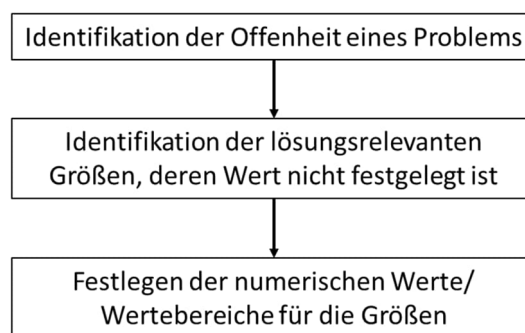 Identifikation der Offenheit eines Problems
Identifikation der lösungsrelevanten
Größen, deren Wert nicht festgelegt ist
Festlegen der numerischen Werte/
Wertebereiche für die Größen